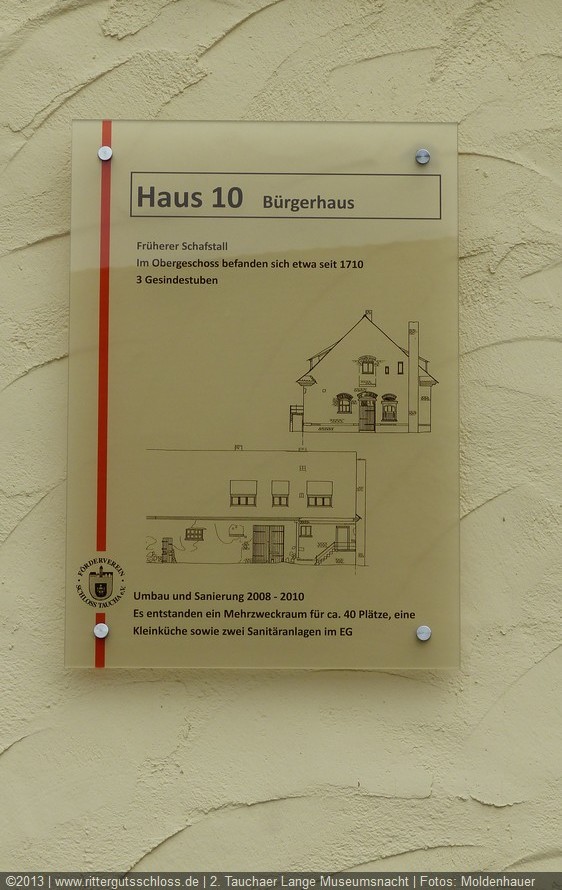 Haus 10 Bürgerhaus
Früherer Schafstall
Im Obergeschoss befanden sich etwa seit 1710
3 Gesindestuben
FÖRDERVEREIN
SCHLOSS TAUCHA e.V.
Umbau und Sanierung 2008 - 2010
Es entstanden ein Mehrzweckraum für ca. 40 Plätze, eine
Kleinküche sowie zwei Sanitäranlagen im EG
©2013 | www.rittergutsschloss.de | 2. Tauchaer Lange Museumsnacht | Fotos: Moldenhauer